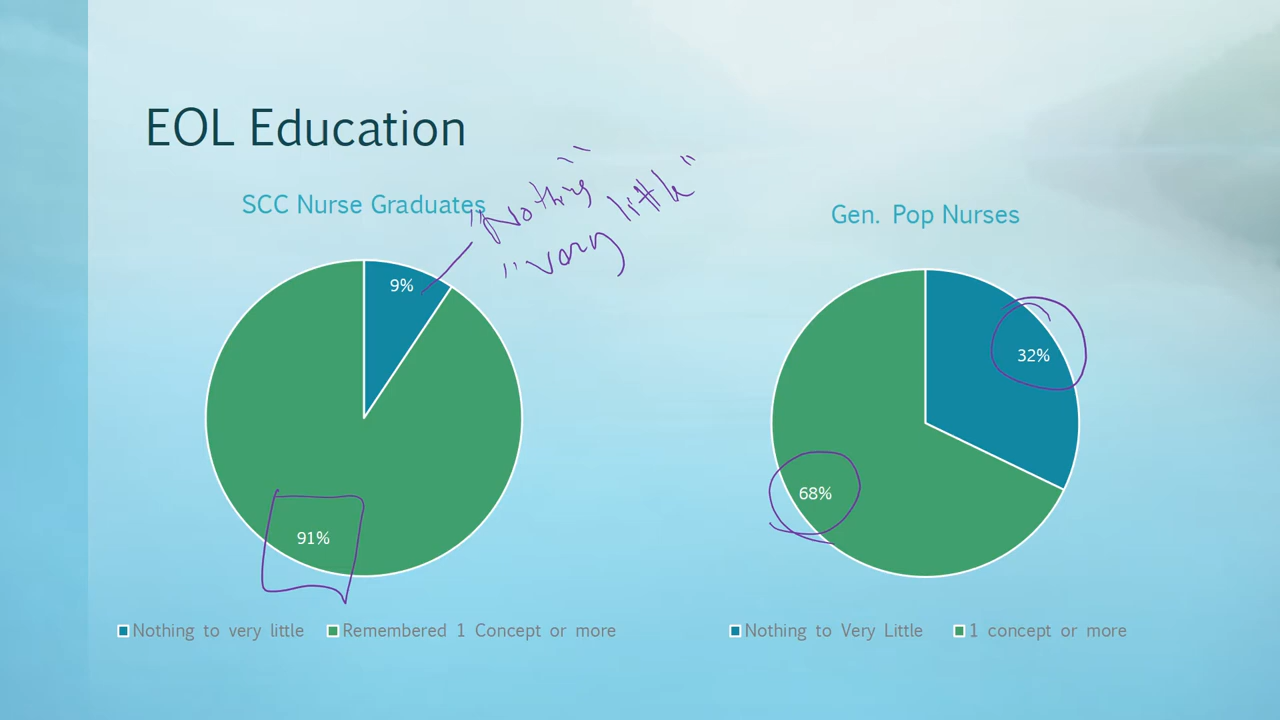 EOL Education
SCC Nurse Graduates
"Nothing"
"very little"
9%
91%
Nothing to very little
Remembered 1 Concept or more
Gen. Pop Nurses
32%
68%
Nothing to Very Little
1 concept or more